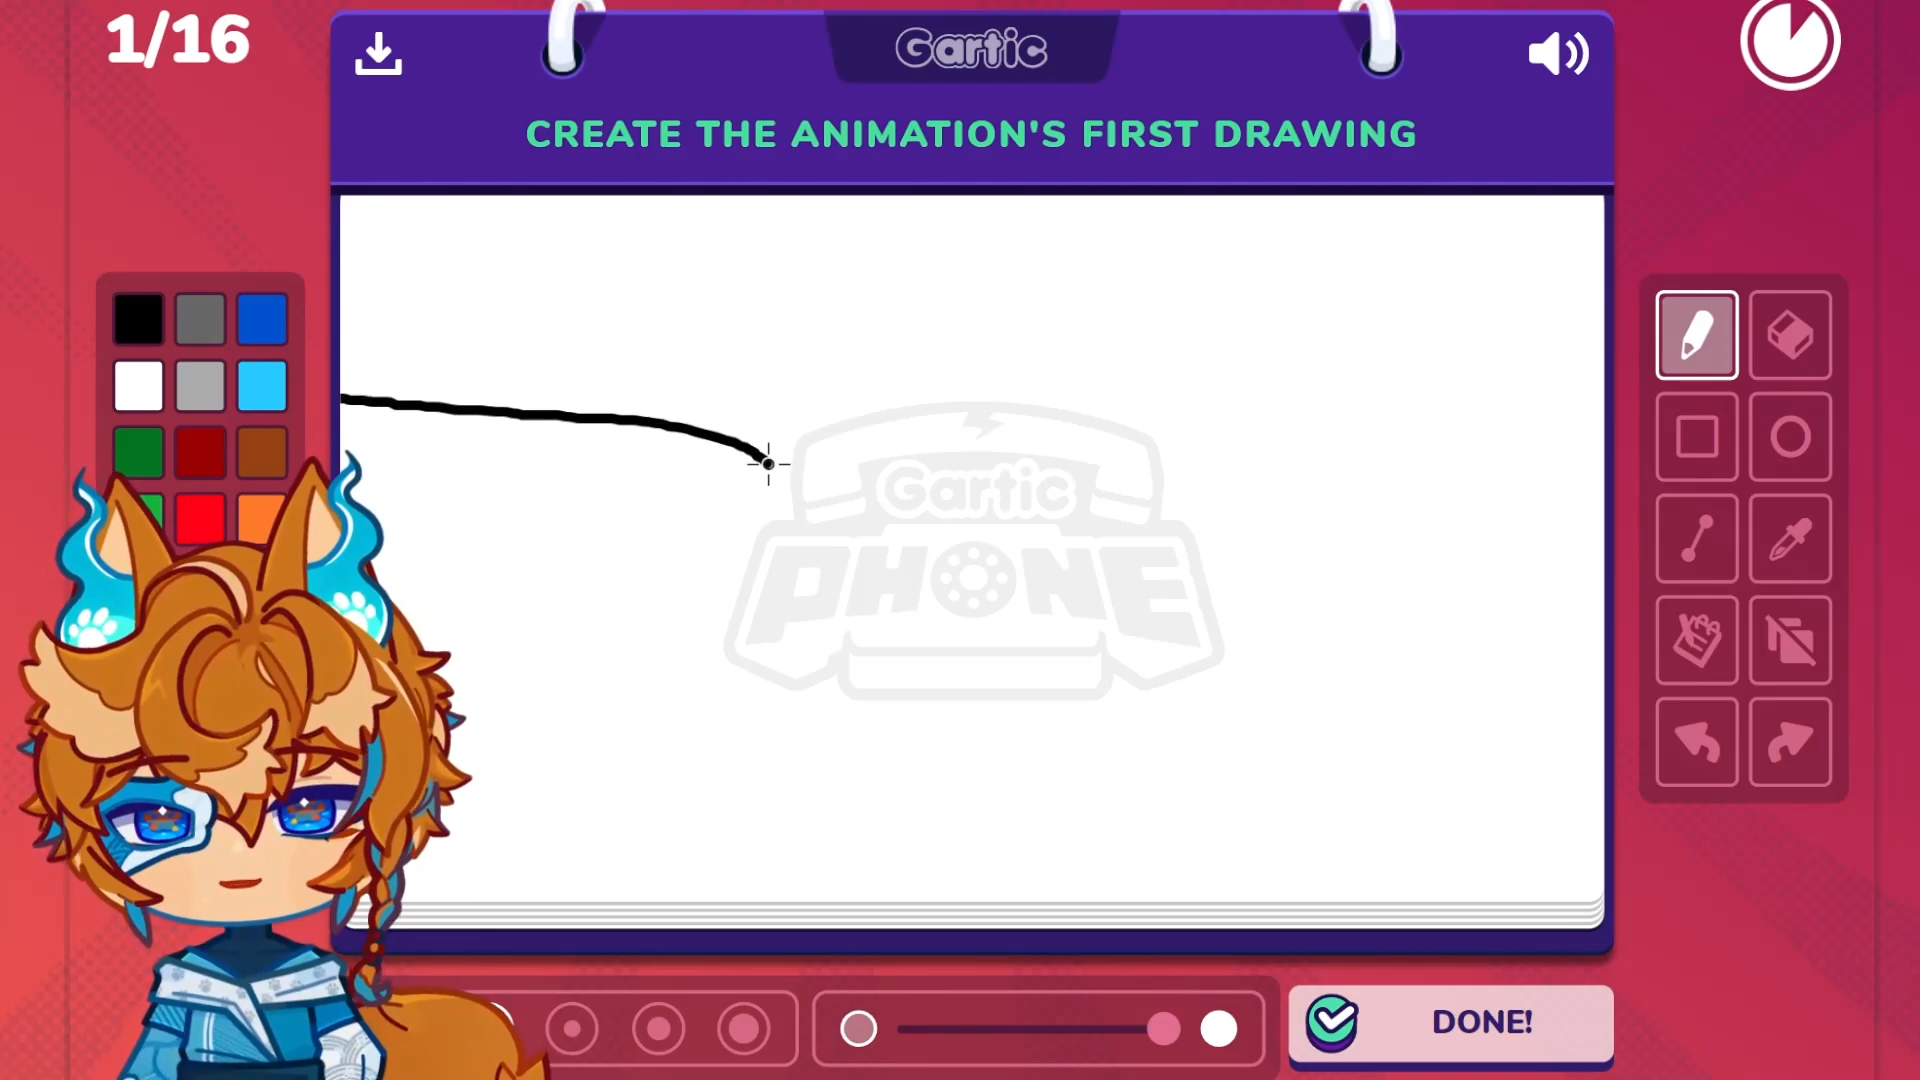 1/16
Gartic
CREATE THE ANIMATION'S FIRST DRAWING
Gartic
PHONE
DONE!